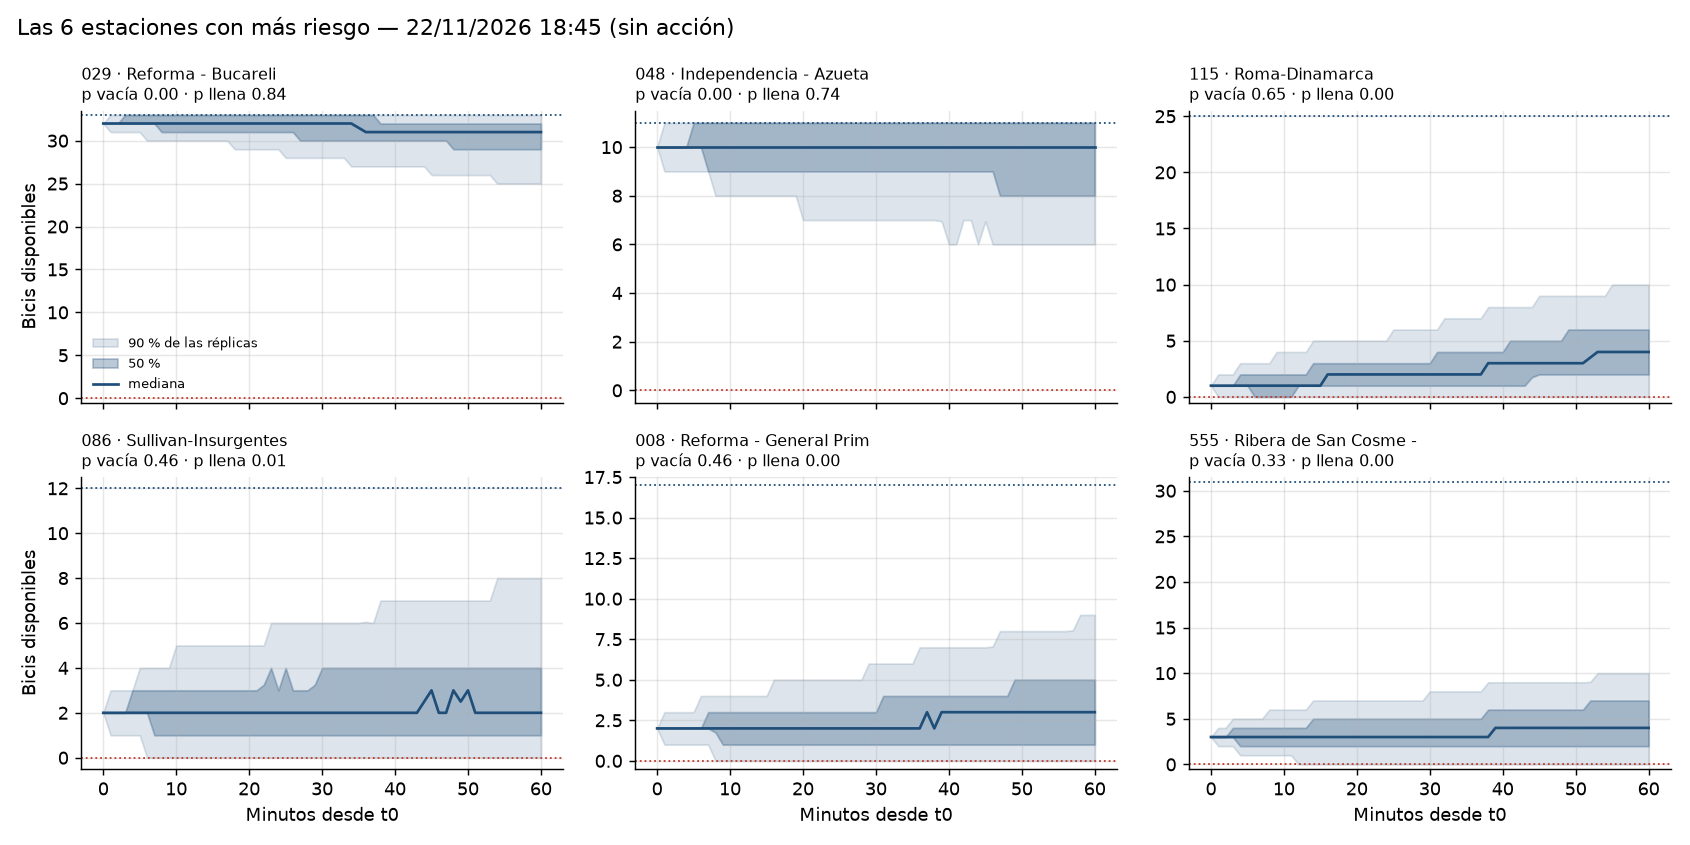 Las 6 estaciones con más riesgo — 22/11/2026 18:45 (sin acción)
029 · Reforma - Bucareli
p vacía 0.00 · p llena 0.84
Bicis disponibles
30
25
20
15
10
5
0
90 % de las réplicas
50 %
mediana
048 · Independencia - Azueta
p vacía 0.00 · p llena 0.74
10
8
6
4
2
0
115 · Roma-Dinamarca
p vacía 0.65 · p llena 0.00
25
20
15
10
5
0
086 · Sullivan-Insurgentes
p vacía 0.46 · p llena 0.01
Bicis disponibles
12
10
8
6
4
2
0
0 10 20 30 40 50 60
Minutos desde t0
008 · Reforma - General Prim
p vacía 0.46 · p llena 0.00
17.5
15.0
12.5
10.0
7.5
5.0
2.5
0.0
0 10 20 30 40 50 60
Minutos desde t0
555 · Ribera de San Cosme -
p vacía 0.33 · p llena 0.00
30
25
20
15
10
5
0
0 10 20 30 40 50 60
Minutos desde t0